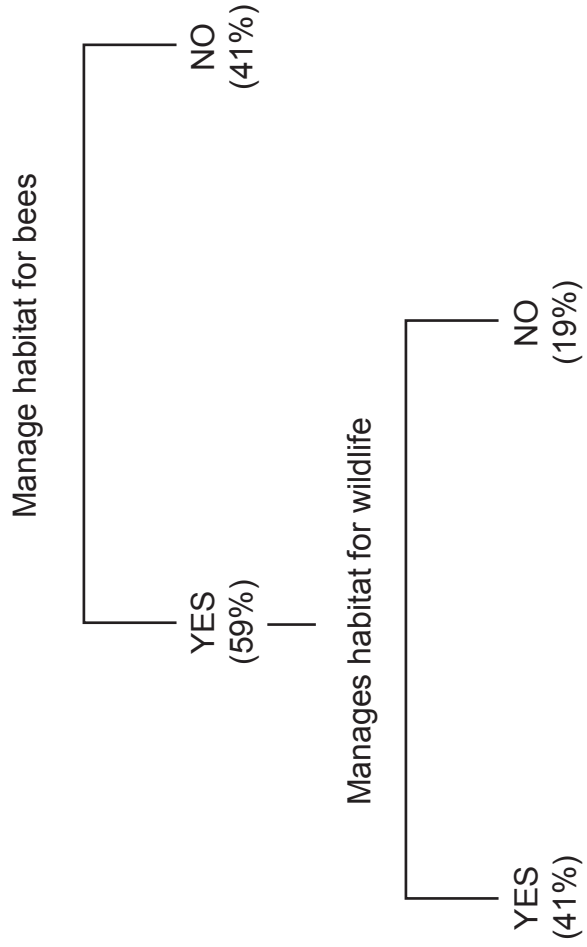 Manage habitat for bees
YES
(59%)
NO
(41%)
Manages habitat for wildlife
YES
(41%)
NO
(19%)